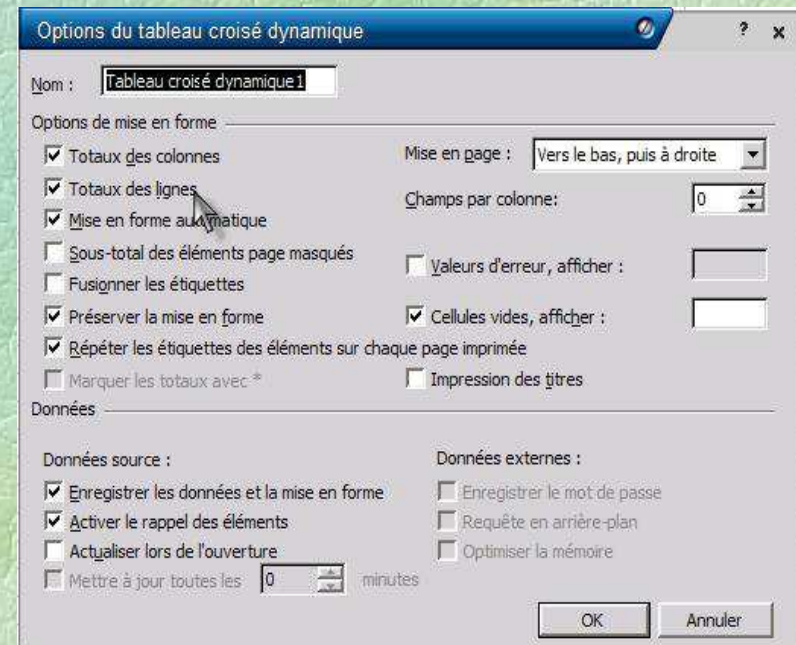 Options du tableau croisé dynamique
Nom :
Tableau croisé dynamique1
Options de mise en forme
Totaux des colonnes
Mise en page :
Vers le bas, puis à droite
Totaux des lignes
Champs par colonne:
0
Mise en forme automatique
Sous-total des éléments page masqués
Valeurs d'erreur, afficher :
Fusionner les étiquettes
Préserver la mise en forme
Cellules vides, afficher :
Répéter les étiquettes des éléments sur chaque page imprimée
Marquer les totaux avec *
Impression des titres
Données
Données source :
Données externes :
Enregistrer les données et la mise en forme
Enregistrer le mot de passe
Activer le rappel des éléments
Requête en arrière-plan
Actualiser lors de l'ouverture
Optimiser la mémoire
Mettre à jour toutes les 0 minutes
OK
Annuler